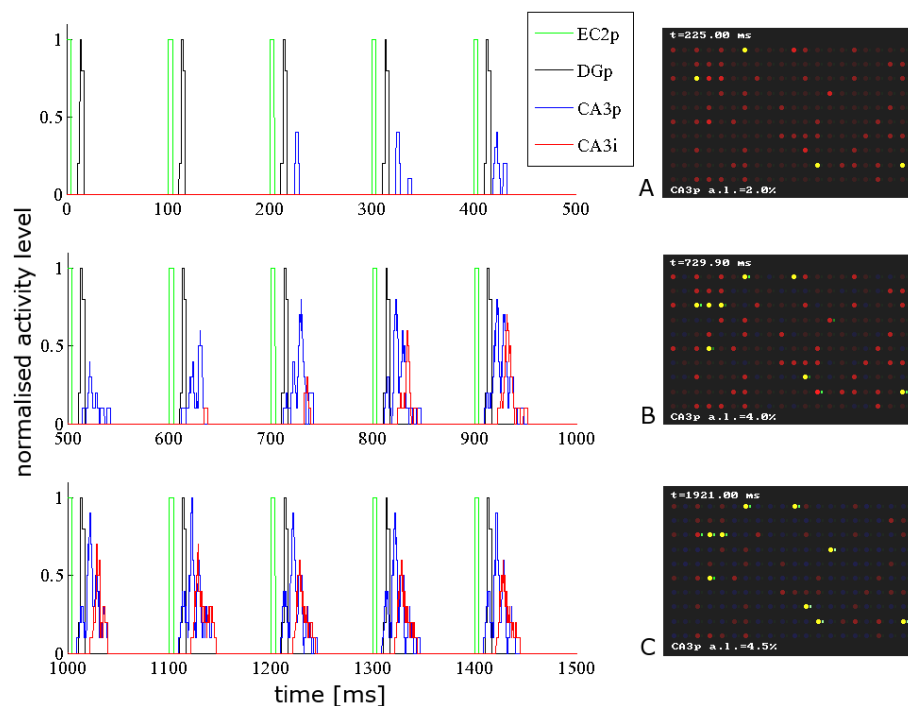 EC2p
DGp
CA3p
CA3i
1
0.5
0
0 100 200 300 400 500
A
t=225.00 ms
CA3p a.l.=2.0%
normalised activity level
1
0.5
0
500 600 700 800 900 1000
B
t=729.90 ms
CA3p a.l.=4.0%
1
0.5
0
1000 1100 1200 1300 1400 1500
time [ms]
C
t=1921.00 ms
CA3p a.l.=4.5%